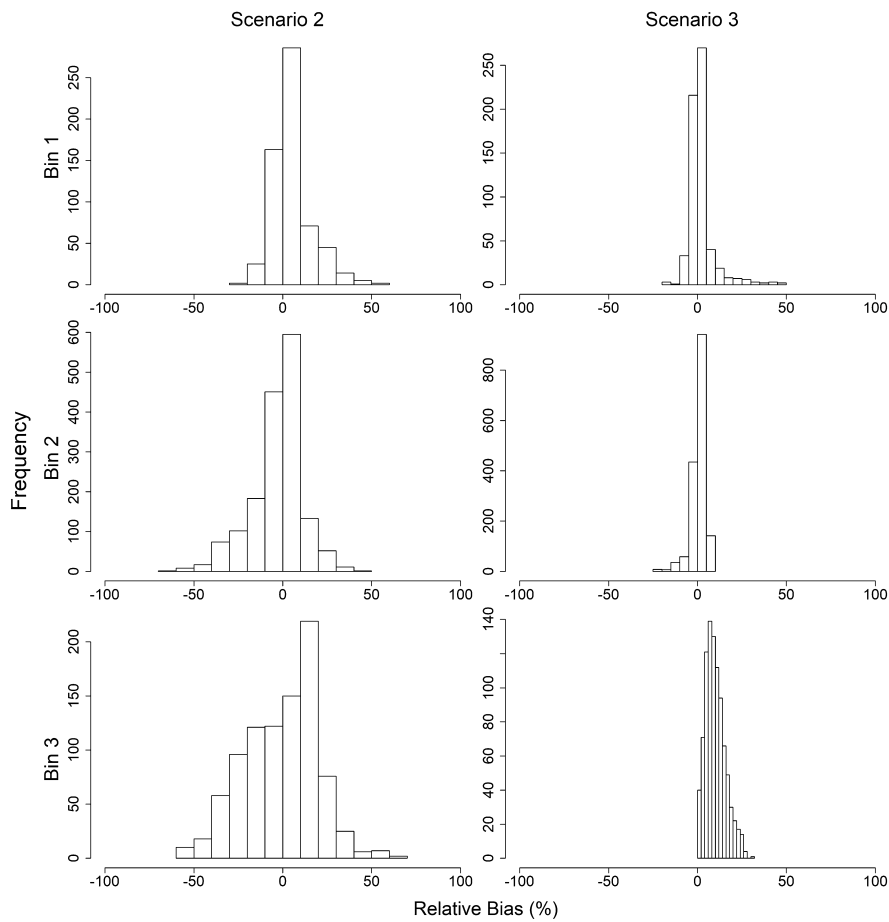 Scenario 2
Scenario 3
Bin 1
0 50 100 150 200 250
-100 -50 0 50 100
0 50 100 150 200 250
-100 -50 0 50 100
Frequency
Bin 2
0 100 200 300 400 500 600
-100 -50 0 50 100
0 200 400 600 800
-100 -50 0 50 100
Bin 3
0 50 100 150 200
-100 -50 0 50 100
0 20 40 60 80 100 140
-100 -50 0 50 100
Relative Bias (%)